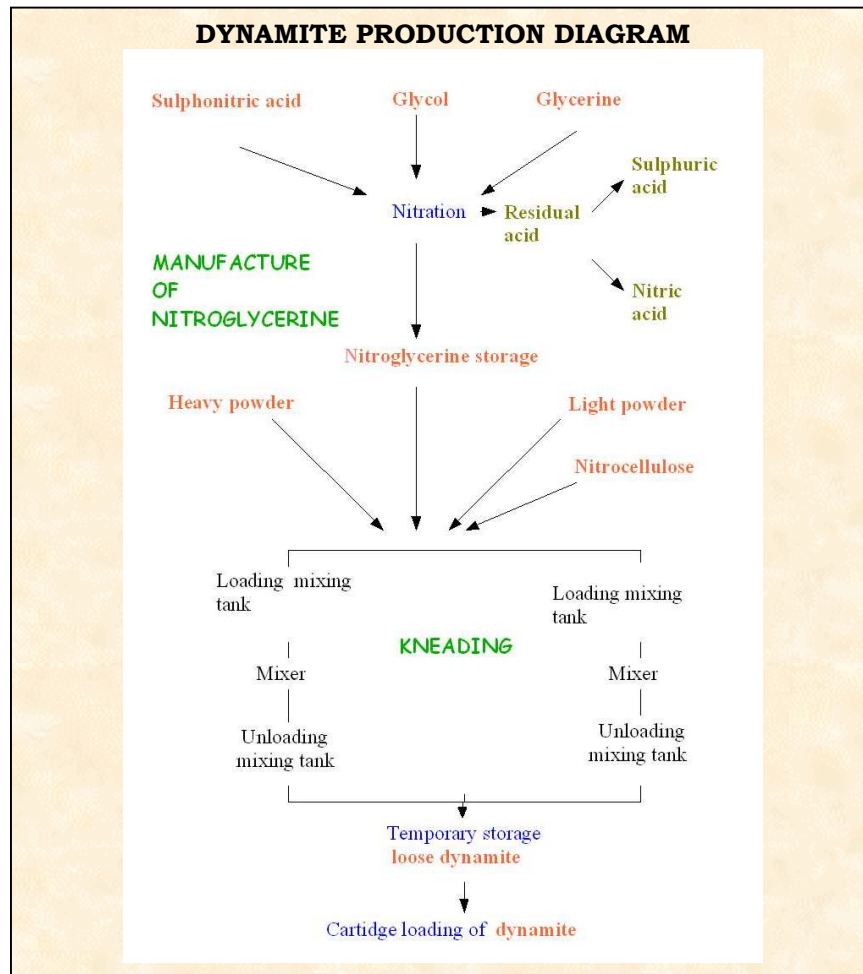 DYNAMITE PRODUCTION DIAGRAM
Sulphonitric acid
Glycol
Glycerine
Sulphuric
acid
Nitration
Residual
acid
MANUFACTURE
OF
NITROGLYCERINE
Nitric
acid
Nitroglycerine storage
Heavy powder
Light powder
Nitrocellulose
Loading mixing
tank
Loading mixing
tank
KNEADING
Mixer
Mixer
Unloading
mixing tank
Unloading
mixing tank
Temporary storage
loose dynamite
Cartidge loading of dynamite